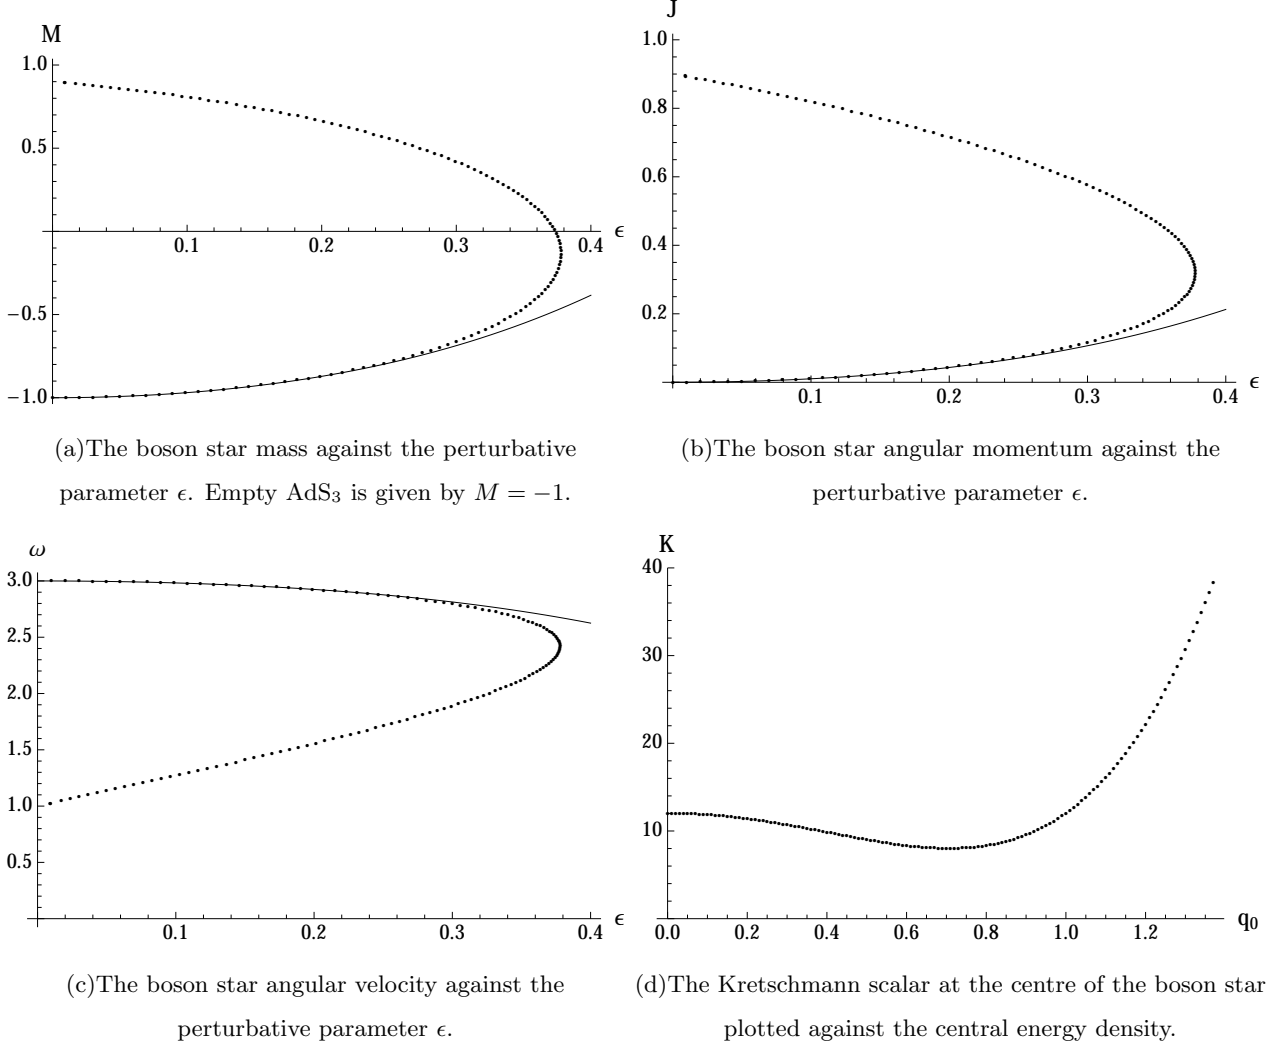 M
1.0
0.5
0.1 0.2 0.3 0.4 ϵ
−0.5
−1.0
(a)The boson star mass against the perturbative
parameter ϵ. Empty AdS₃ is given by M = −1.
J
1.0
0.8
0.6
0.4
0.2
0.1 0.2 0.3 0.4 ϵ
(b)The boson star angular momentum against the
perturbative parameter ϵ.
ω
3.0
2.5
2.0
1.5
1.0
0.5
0.1 0.2 0.3 0.4 ϵ
(c)The boson star angular velocity against the
perturbative parameter ϵ.
K
40
30
20
10
0.0 0.2 0.4 0.6 0.8 1.0 1.2 q₀
(d)The Kretschmann scalar at the centre of the boson star
plotted against the central energy density.